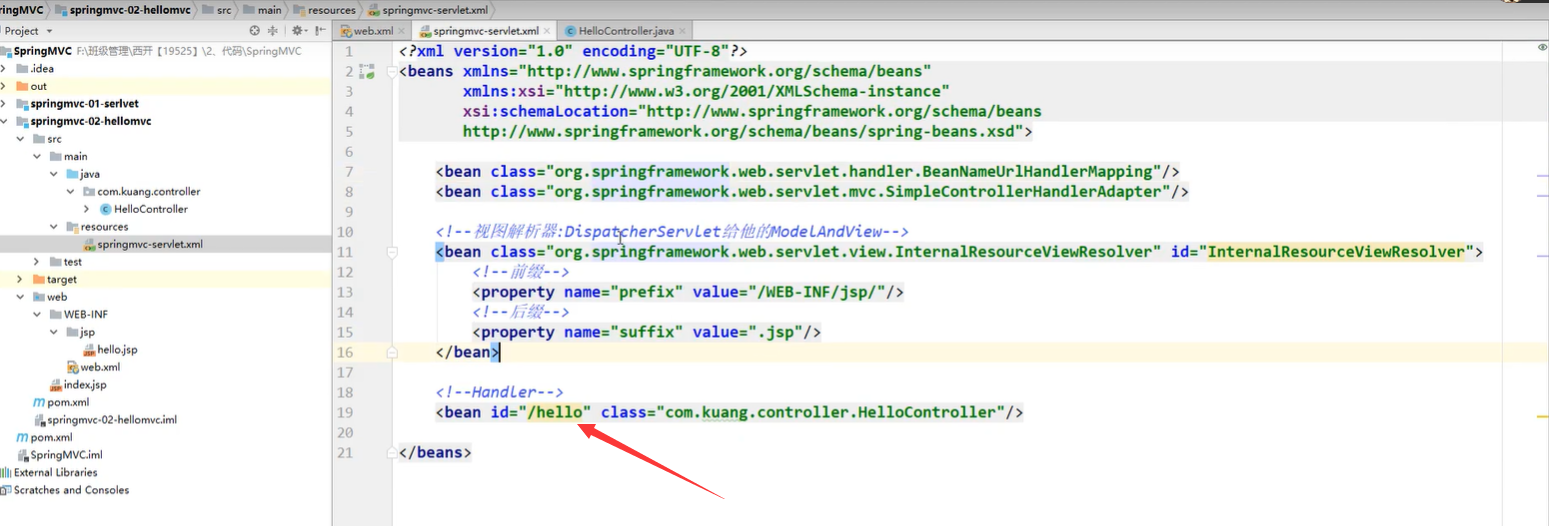 ringMVC springmvc-02-hellomvc src main resources springmvc-servlet.xml
Project
web.xml springmvc-servlet.xml HelloController.java
SpringMVC F:\班级管理\西开【19525】\2、代码\SpringMVC
.idea
out
springmvc-01-serlvet
springmvc-02-hellomvc
src
main
java
com.kuang.controller
HelloController
resources
springmvc-servlet.xml
test
target
web
WEB-INF
jsp
hello.jsp
web.xml
index.jsp
pom.xml
springmvc-02-hellomvc.iml
pom.xml
SpringMVC.iml
External Libraries
Scratches and Consoles
1 <?xml version="1.0" encoding="UTF-8"?>
2 <beans xmlns="http://www.springframework.org/schema/beans"
3 xmlns:xsi="http://www.w3.org/2001/XMLSchema-instance"
4 xsi:schemaLocation="http://www.springframework.org/schema/beans
5 http://www.springframework.org/schema/beans/spring-beans.xsd">
6
7 <bean class="org.springframework.web.servlet.handler.BeanNameUrlHandlerMapping"/>
8 <bean class="org.springframework.web.servlet.mvc.SimpleControllerHandlerAdapter"/>
9
10 <!--视图解析器:DispatcherServlet给他的ModelAndView-->
11 <bean class="org.springframework.web.servlet.view.InternalResourceViewResolver" id="InternalResourceViewResolver">
12 <!--前缀-->
13 <property name="prefix" value="/WEB-INF/jsp/"/>
14 <!--后缀-->
15 <property name="suffix" value=".jsp"/>
16 </bean>
17
18 <!--Handler-->
19 <bean id="/hello" class="com.kuang.controller.HelloController"/>
20
21 </beans>